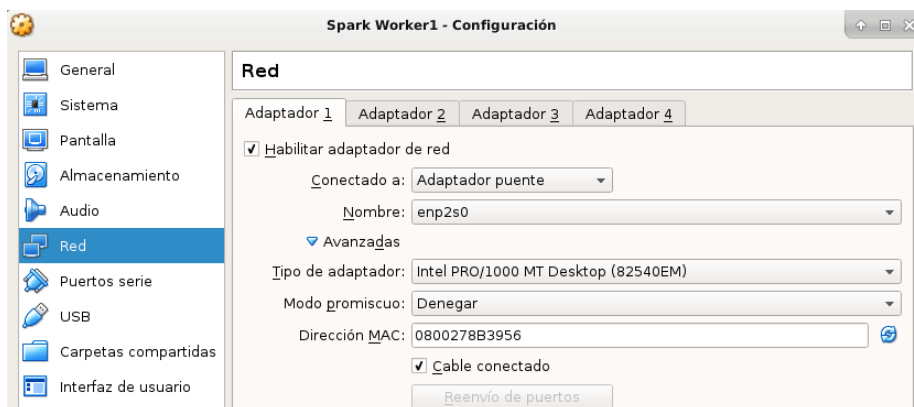 Spark Worker1 - Configuración
General
Sistema
Pantalla
Almacenamiento
Audio
Red
Puertos serie
USB
Carpetas compartidas
Interfaz de usuario
Red
Adaptador 1 Adaptador 2 Adaptador 3 Adaptador 4
Habilitar adaptador de red
Conectado a: Adaptador puente
Nombre: enp2s0
Avanzadas
Tipo de adaptador: Intel PRO/1000 MT Desktop (82540EM)
Modo promiscuo: Denegar
Dirección MAC: 0800278B3956
Cable conectado
Reenvío de puertos